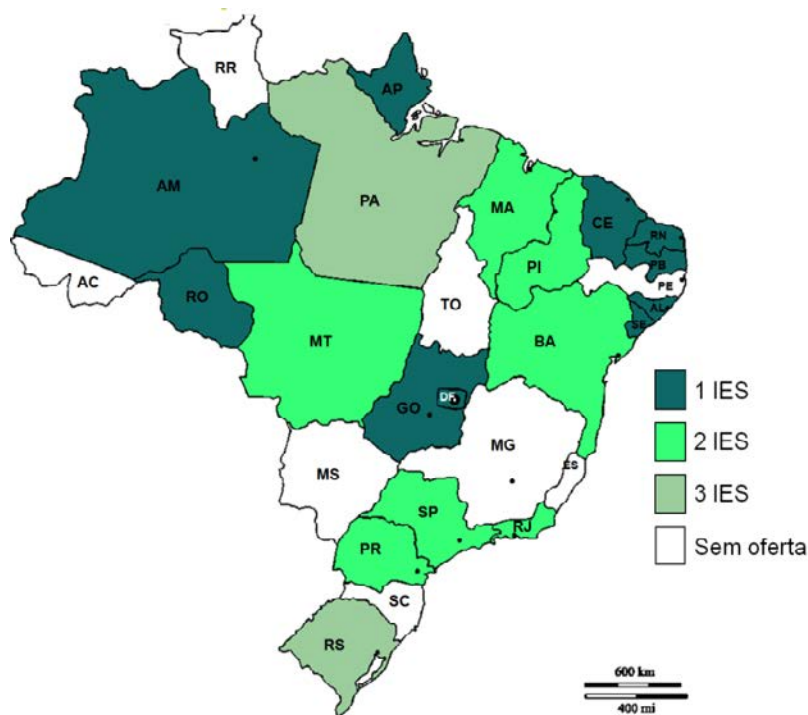 RR
AP
AM
PA
MA
CE
RN
PB
PI
PE
AC
AL
TO
RO
SE
MT
BA
DF
GO
MG
ES
MS
SP
RJ
PR
SC
RS
1 IES
2 IES
3 IES
Sem oferta
600 km
400 mi